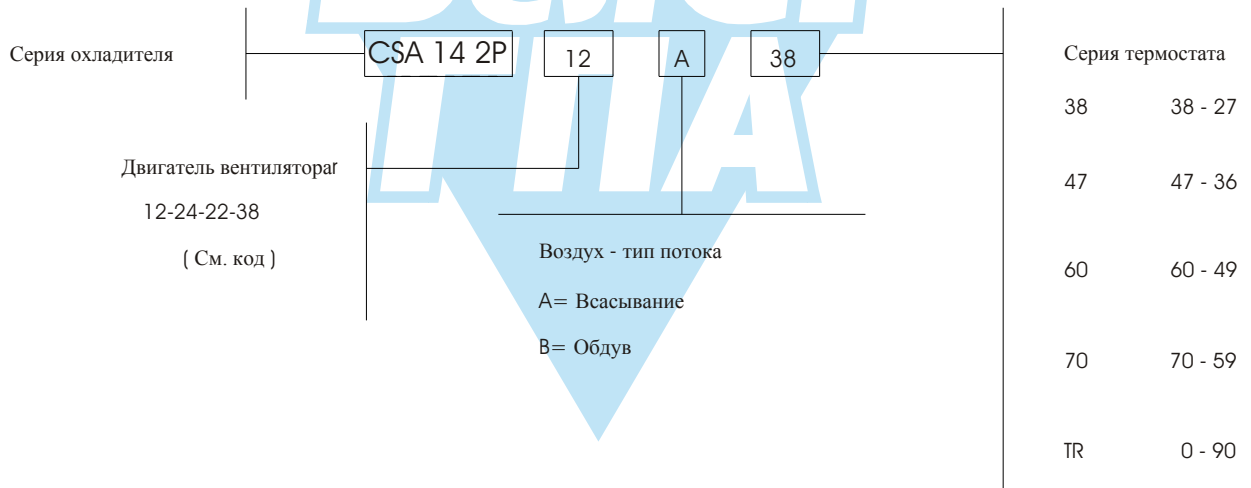 Серия охладителя
CSA 14 2P 12 A 38
Серия термостата
38 38 - 27
Двигатель вентилятораr
12-24-22-38
( См. код )
47 47 - 36
Воздух - тип потока
A= Всасывание
B= Обдув
60 60 - 49
70 70 - 59
TR 0 - 90